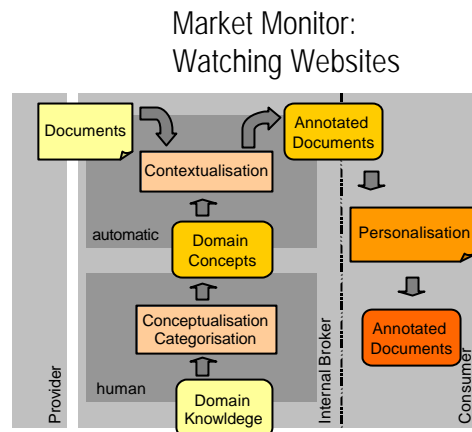 Market Monitor:
Watching Websites
Documents
Annotated
Documents
Contextualisation
automatic
Domain
Concepts
Personalisation
Conceptualisation
Categorisation
Annotated
Documents
human
Domain
Knowldege
Provider
Internal Broker
Consumer